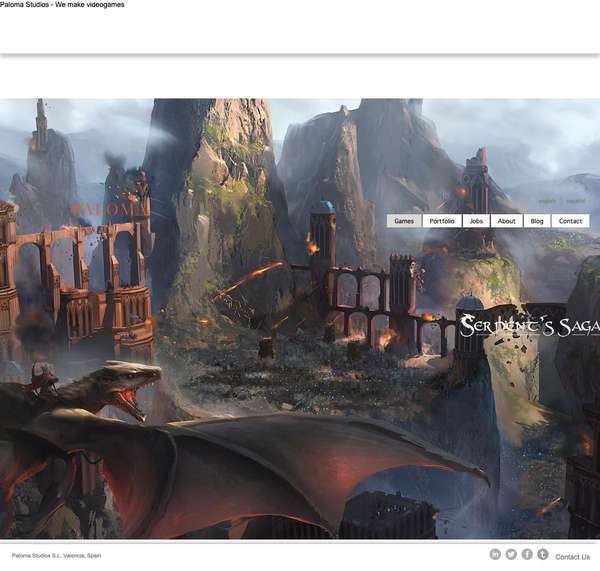 Paloma Studios - We make videogames
PALOMA
english | español
Games Portfolio Jobs About Blog Contact
Serpent's Saga
Paloma Studios S.L. Valencia, Spain
Contact Us